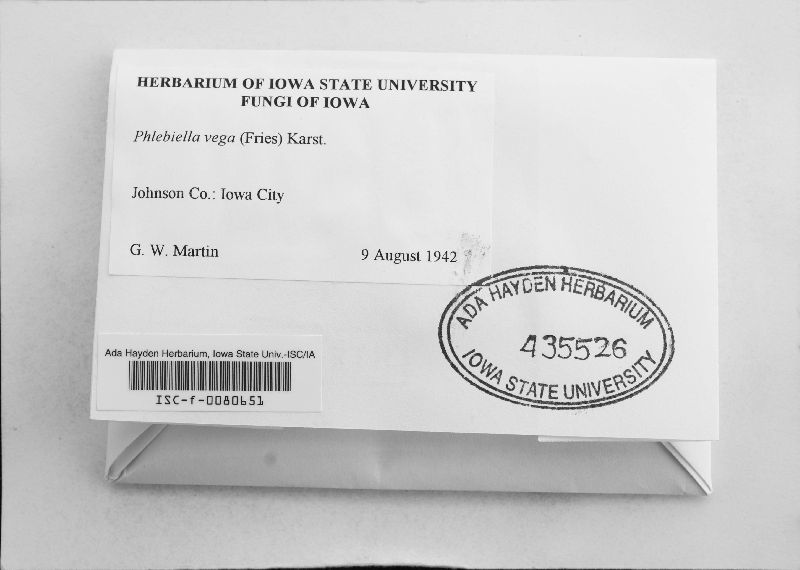 HERBARIUM OF IOWA STATE UNIVERSITY
FUNGI OF IOWA
Phlebiella vega (Fries) Karst.
Johnson Co.: Iowa City
G. W. Martin 9 August 1942
ADA HAYDEN HERBARIUM
435526
IOWA STATE UNIVERSITY
Ada Hayden Herbarium, Iowa State Univ.-ISC/IA
ISC-f-0080651